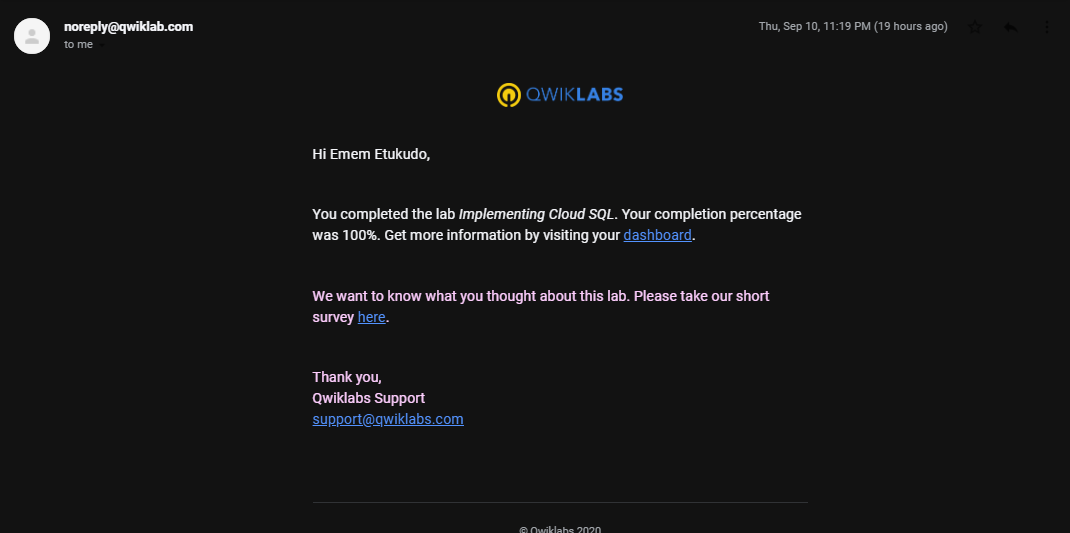 noreply@qwiklab.com
Thu, Sep 10, 11:19 PM (19 hours ago)
to me
QWIKLABS
Hi Emem Etukudo,
You completed the lab Implementing Cloud SQL. Your completion percentage
was 100%. Get more information by visiting your dashboard.
We want to know what you thought about this lab. Please take our short
survey here.
Thank you,
Qwiklabs Support
support@qwiklabs.com
© Qwiklabs 2020